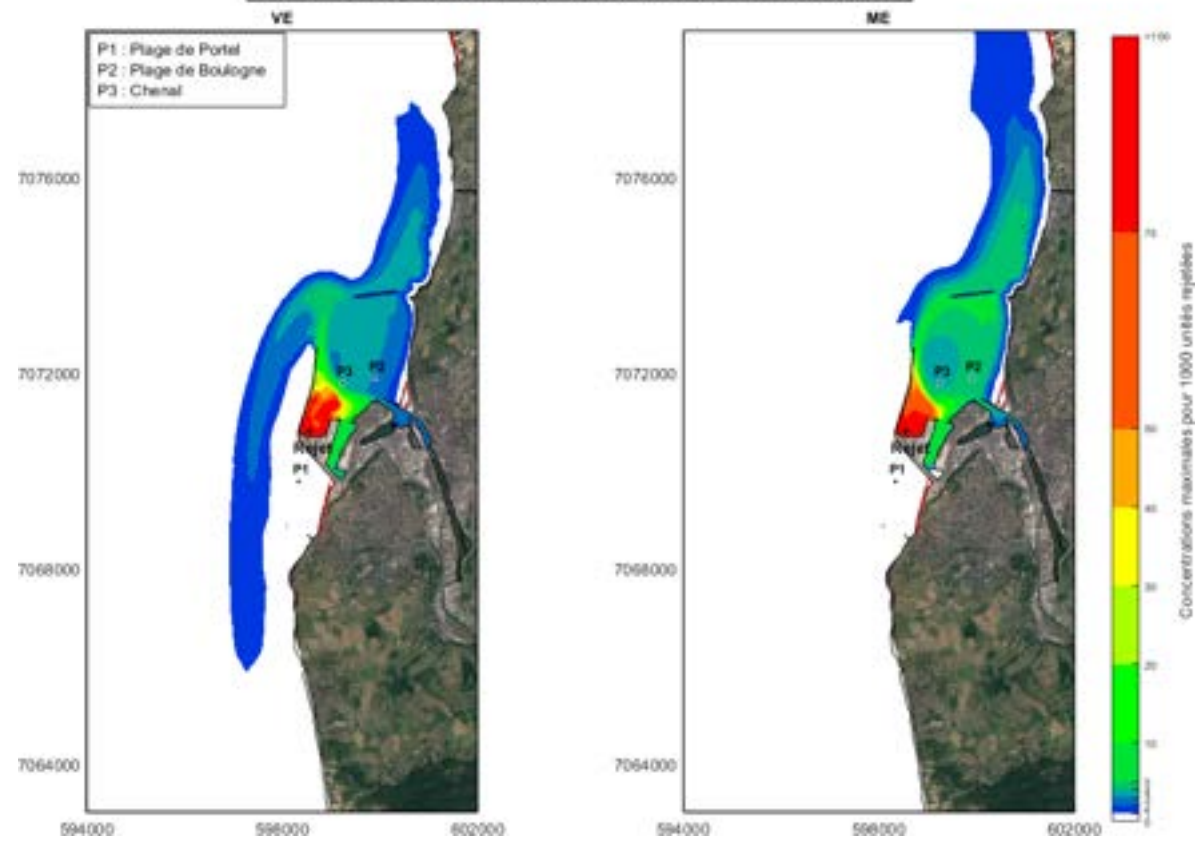 VE
P1 : Plage de Portel
P2 : Plage de Boulogne
P3 : Chenal
7076000
7072000
7068000
7064000
594000
598000
602000
P3
P2
Rejet
P1
ME
7076000
7072000
7068000
7064000
594000
598000
602000
P3
P2
Rejet
P1
+100
70
50
40
30
20
10
Concentrations maximales pour 1000 unités rejetées